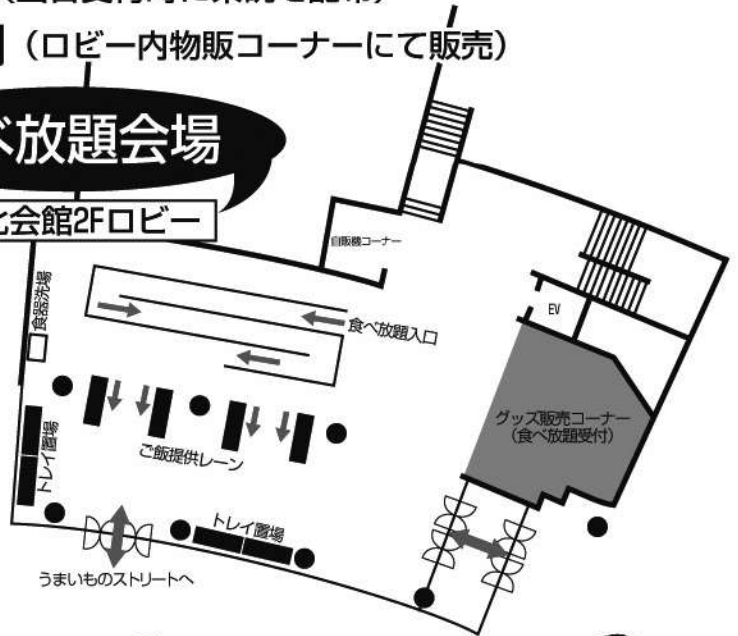 （ロビー内物販コーナーにて販売）
べ放題会場
会館2Fロビー
自販機コーナー
食器洗場
食べ放題入口
EV
グッズ販売コーナー
（食べ放題受付）
ご飯提供レーン
トレイ置場
トレイ置場
うまいものストリートへ